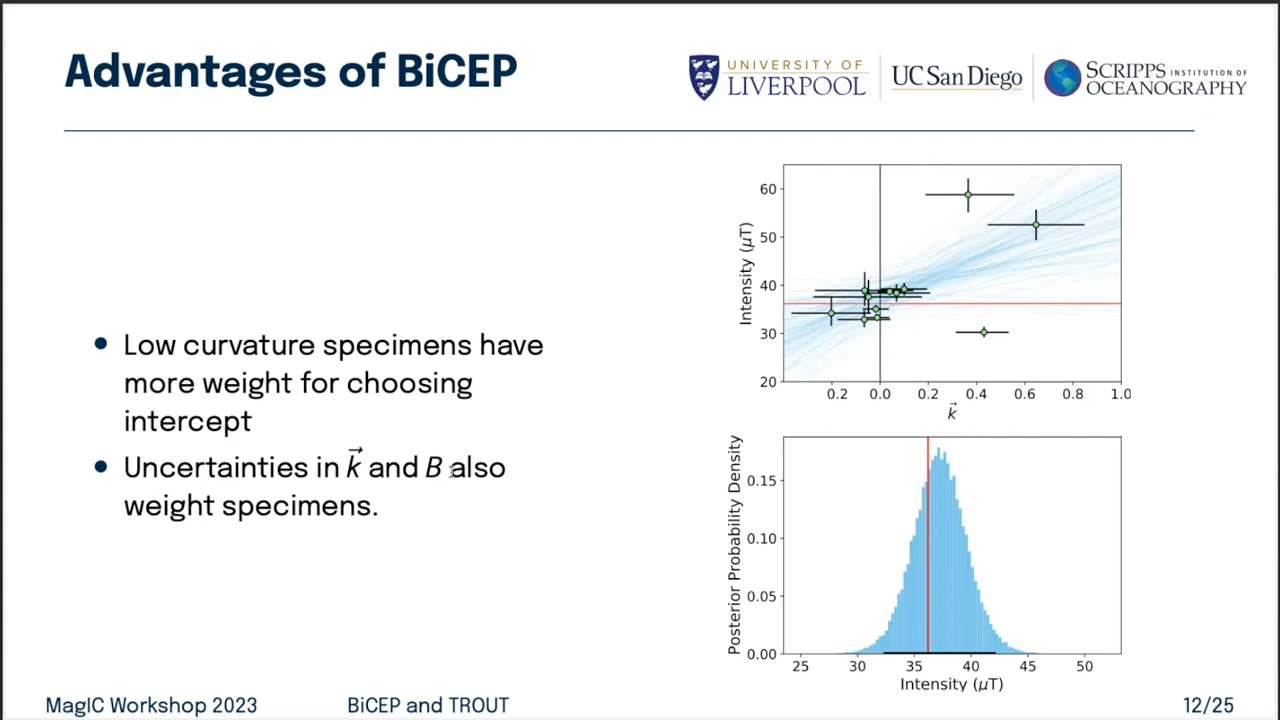 Advantages of BiCEP
UNIVERSITY OF
LIVERPOOL
UC San Diego
SCRIPPS INSTITUTION OF
OCEANOGRAPHY
Low curvature specimens have
more weight for choosing
intercept
Uncertainties in k⃗ and B also
weight specimens.
60
50
40
30
20
Intensity (μT)
0.2 0.0 0.2 0.4 0.6 0.8 1.0
k⃗
0.15
0.10
0.05
0.00
Posterior Probability Density
25 30 35 40 45 50
Intensity (μT)
MagIC Workshop 2023
BiCEP and TROUT
12/25